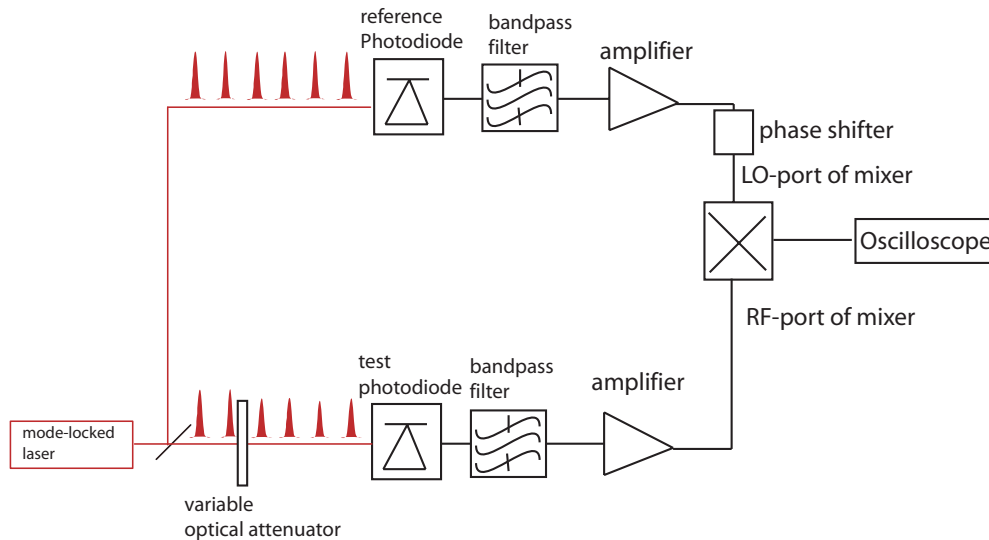 reference
Photodiode
bandpass
filter
amplifier
phase shifter
LO-port of mixer
Oscilloscope
RF-port of mixer
test
photodiode
bandpass
filter
amplifier
mode-locked
laser
variable
optical attenuator